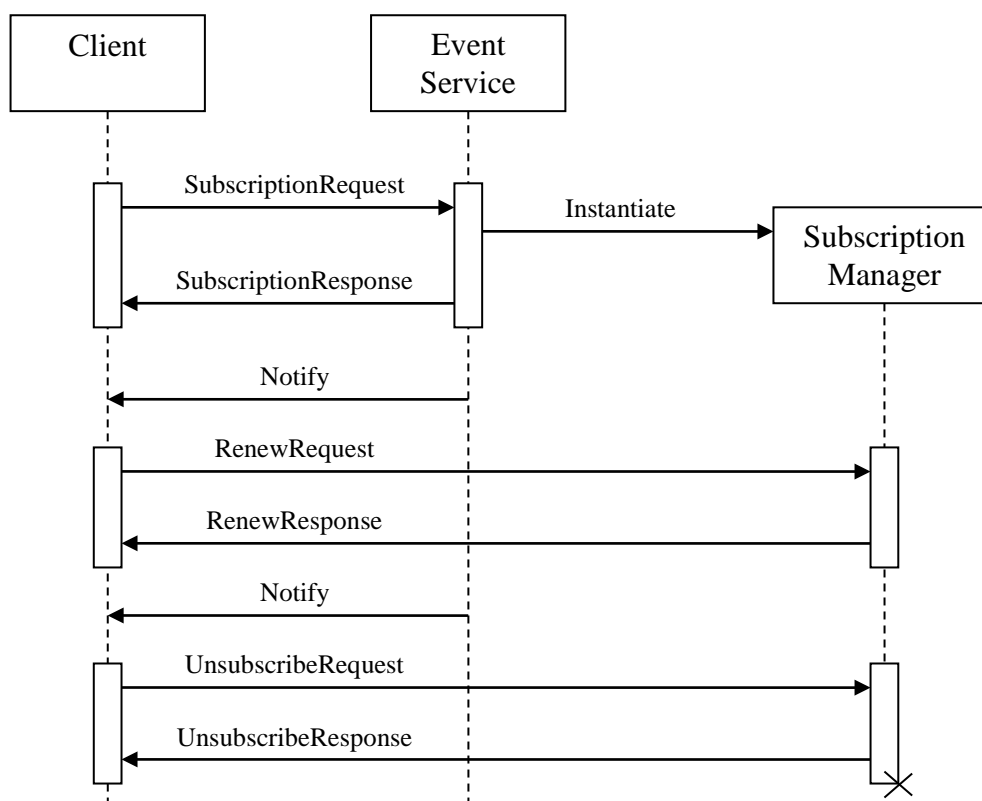 Client
Event
Service
SubscriptionRequest
Instantiate
Subscription
Manager
SubscriptionResponse
Notify
RenewRequest
RenewResponse
Notify
UnsubscribeRequest
UnsubscribeResponse